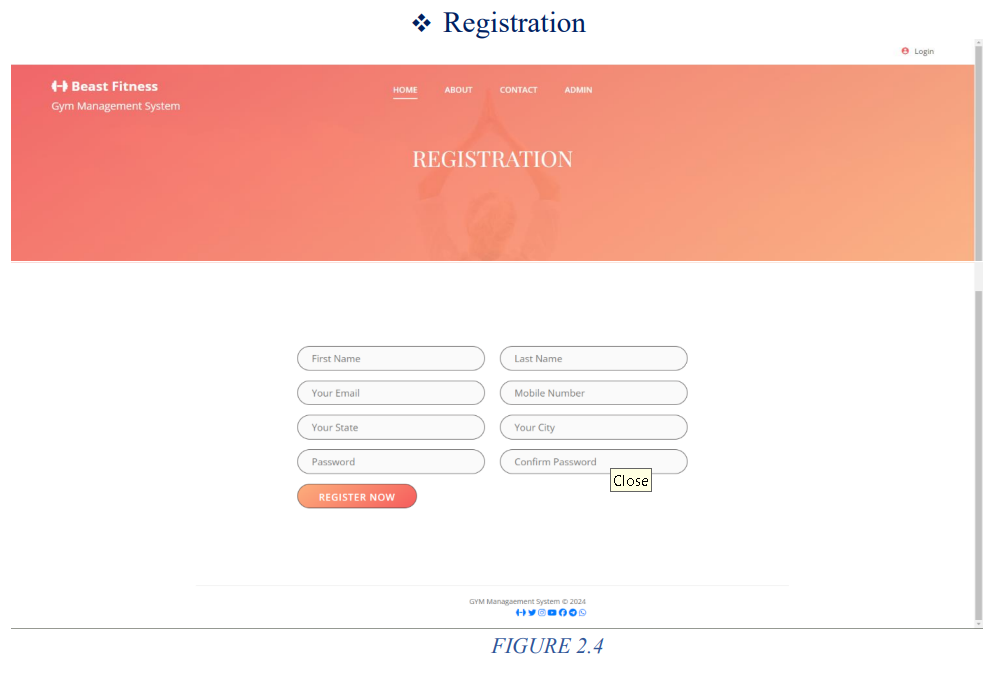 ❖ Registration
Login
Beast Fitness
Gym Management System
HOME ABOUT CONTACT ADMIN
REGISTRATION
First Name Last Name
Your Email Mobile Number
Your State Your City
Password Confirm Password
Close
REGISTER NOW
GYM Managaement System © 2024
FIGURE 2.4